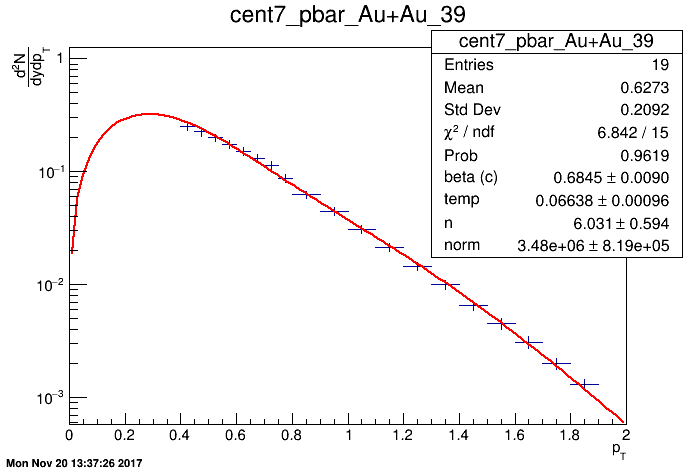 cent7_pbar_Au+Au_39
d²N
dydp_T
cent7_pbar_Au+Au_39
Entries 19
Mean 0.6273
Std Dev 0.2092
χ² / ndf 6.842 / 15
Prob 0.9619
beta (c) 0.6845 ± 0.0090
temp 0.06638 ± 0.00096
n 6.031 ± 0.594
norm 3.48e+06 ± 8.19e+05
1
10⁻¹
10⁻²
10⁻³
0 0.2 0.4 0.6 0.8 1 1.2 1.4 1.6 1.8 2
p_T
Mon Nov 20 13:37:26 2017